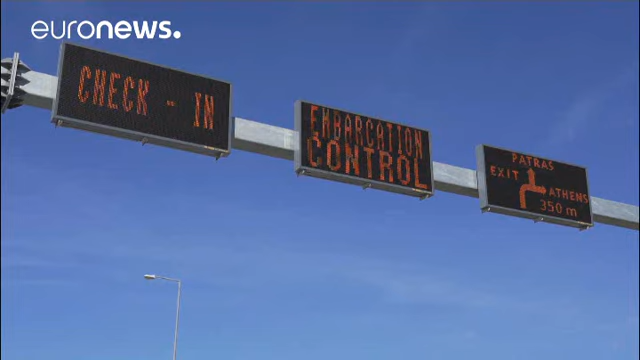 euronews.
CHECK - IN
EMBARCATION
CONTROL
PATRAS
EXIT
ATHENS
350 m